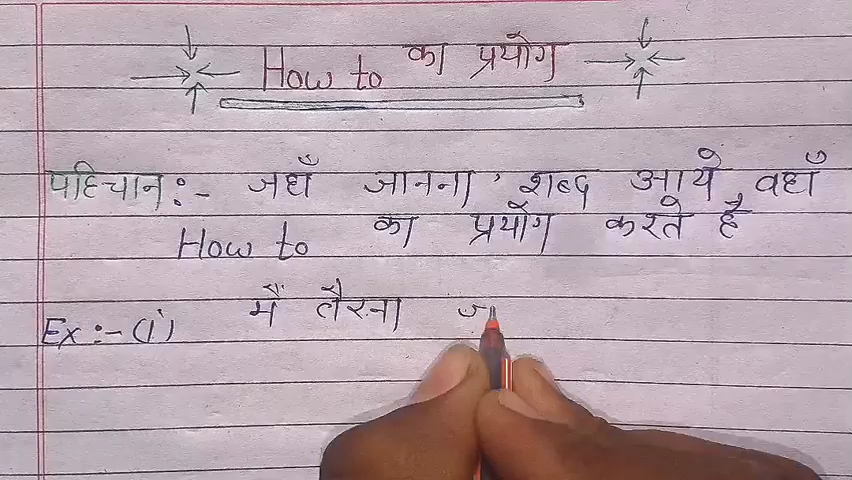 How to का प्रयोग
पहिचान :- जहाँ जानना, शब्द आये वहाँ
How to का प्रयोग करते है
Ex :- (i) मैं तैरना ज